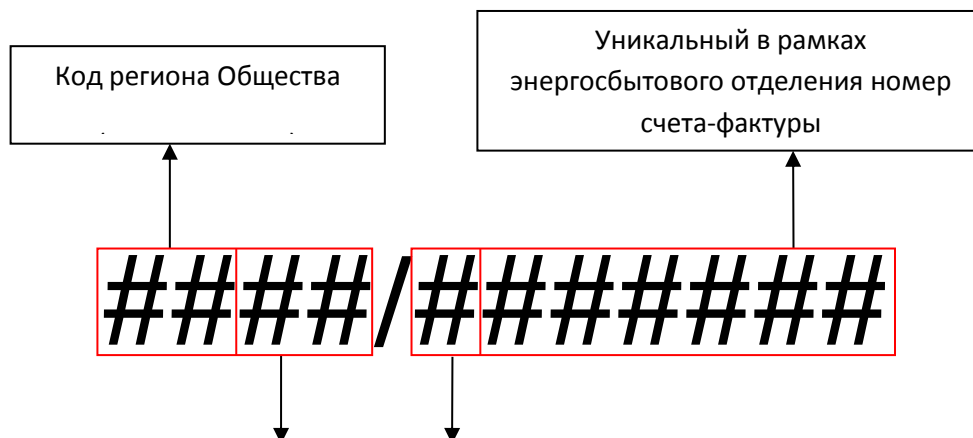 Код региона Общества
Уникальный в рамках
энергосбытового отделения номер
счета-фактуры
####/#######